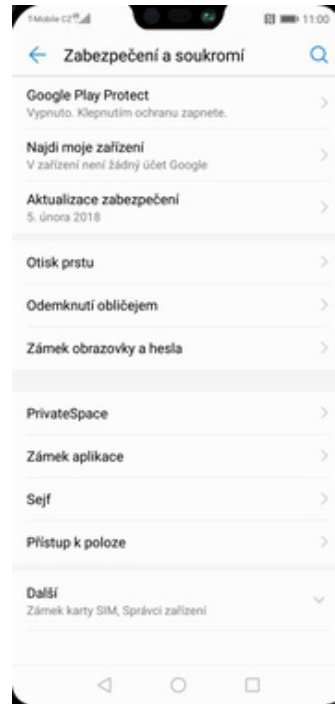 T-Mobile CZ
11:00
Zabezpečení a soukromí
Google Play Protect
Vypnuto. Klepnutím ochranu zapnete.
Najdi moje zařízení
V zařízení není žádný účet Google
Aktualizace zabezpečení
5. února 2018
Otisk prstu
Odemknutí obličejem
Zámek obrazovky a hesla
PrivateSpace
Zámek aplikace
Sejf
Přístup k poloze
Další
Zámek karty SIM, Správci zařízení